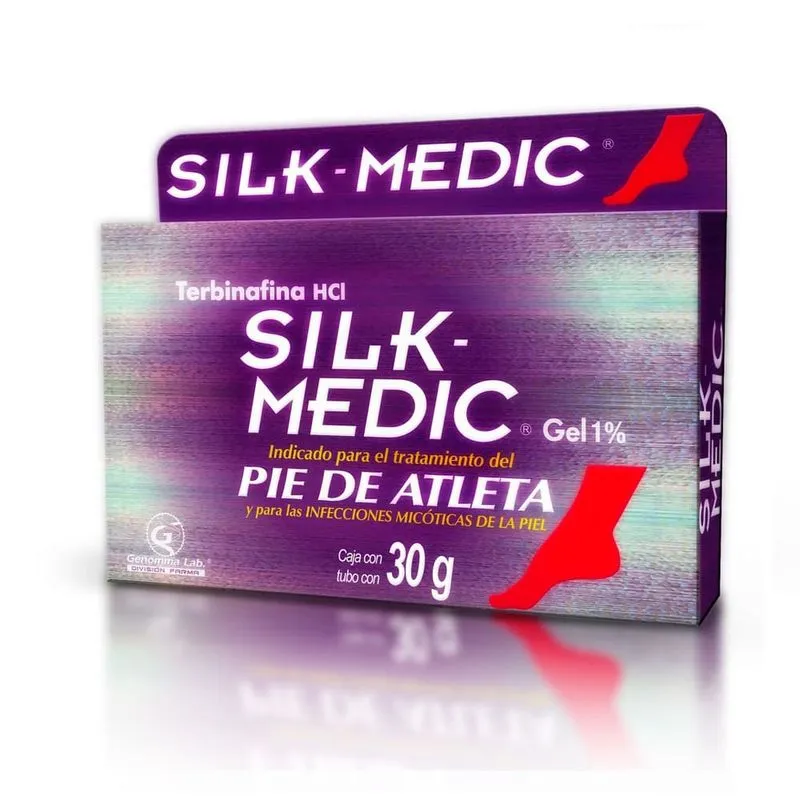 SILK-MEDIC®
Terbinafina HCl
SILK-
MEDIC® Gel 1%
Indicado para el tratamiento del
PIE DE ATLETA
y para las INFECCIONES MICÓTICAS DE LA PIEL
Caja con
tubo con 30 g
G
Genomma Lab.®
DIVISIÓN FARMA
SILK-
MEDIC